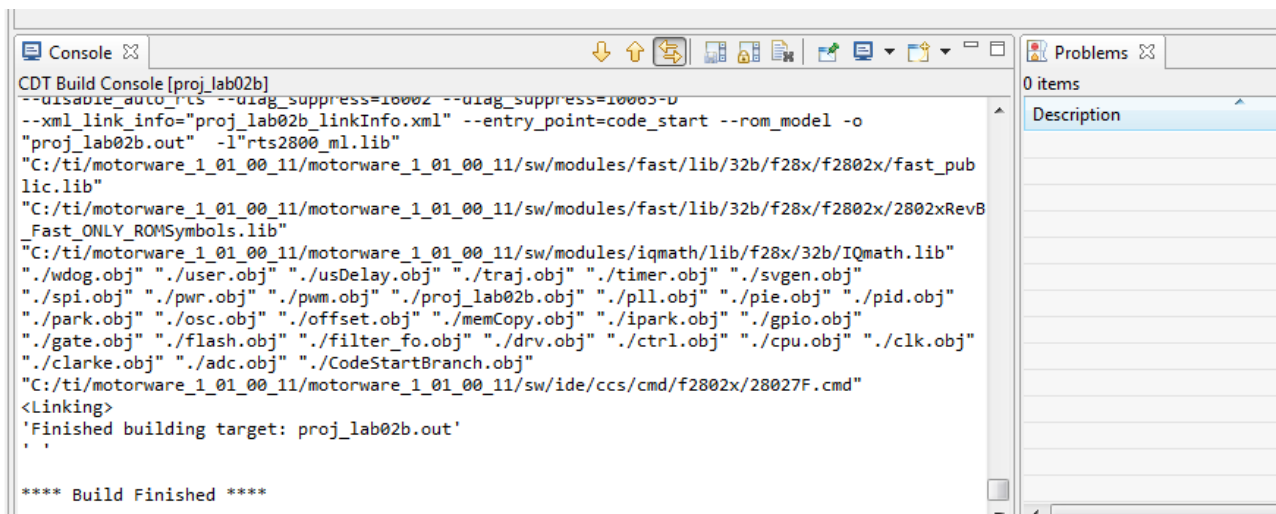 Console
Problems
CDT Build Console [proj_lab02b]
0 items
Description
--disable_auto_rts --diag_suppress=16002 --diag_suppress=10063-D
--xml_link_info="proj_lab02b_linkInfo.xml" --entry_point=code_start --rom_model -o
"proj_lab02b.out"  -l"rts2800_ml.lib"
"C:/ti/motorware_1_01_00_11/motorware_1_01_00_11/sw/modules/fast/lib/32b/f28x/f2802x/fast_pub
lic.lib"
"C:/ti/motorware_1_01_00_11/motorware_1_01_00_11/sw/modules/fast/lib/32b/f28x/f2802x/2802xRevB
_Fast_ONLY_ROMSymbols.lib"
"C:/ti/motorware_1_01_00_11/motorware_1_01_00_11/sw/modules/iqmath/lib/f28x/32b/IQmath.lib"
"./wdog.obj" "./user.obj" "./usDelay.obj" "./traj.obj" "./timer.obj" "./svgen.obj"
"./spi.obj" "./pwr.obj" "./pwm.obj" "./proj_lab02b.obj" "./pll.obj" "./pie.obj" "./pid.obj"
"./park.obj" "./osc.obj" "./offset.obj" "./memCopy.obj" "./ipark.obj" "./gpio.obj"
"./gate.obj" "./flash.obj" "./filter_fo.obj" "./drv.obj" "./ctrl.obj" "./cpu.obj" "./clk.obj"
"./clarke.obj" "./adc.obj" "./CodeStartBranch.obj"
"C:/ti/motorware_1_01_00_11/motorware_1_01_00_11/sw/ide/ccs/cmd/f2802x/28027F.cmd"
<Linking>
'Finished building target: proj_lab02b.out'
' '
**** Build Finished ****